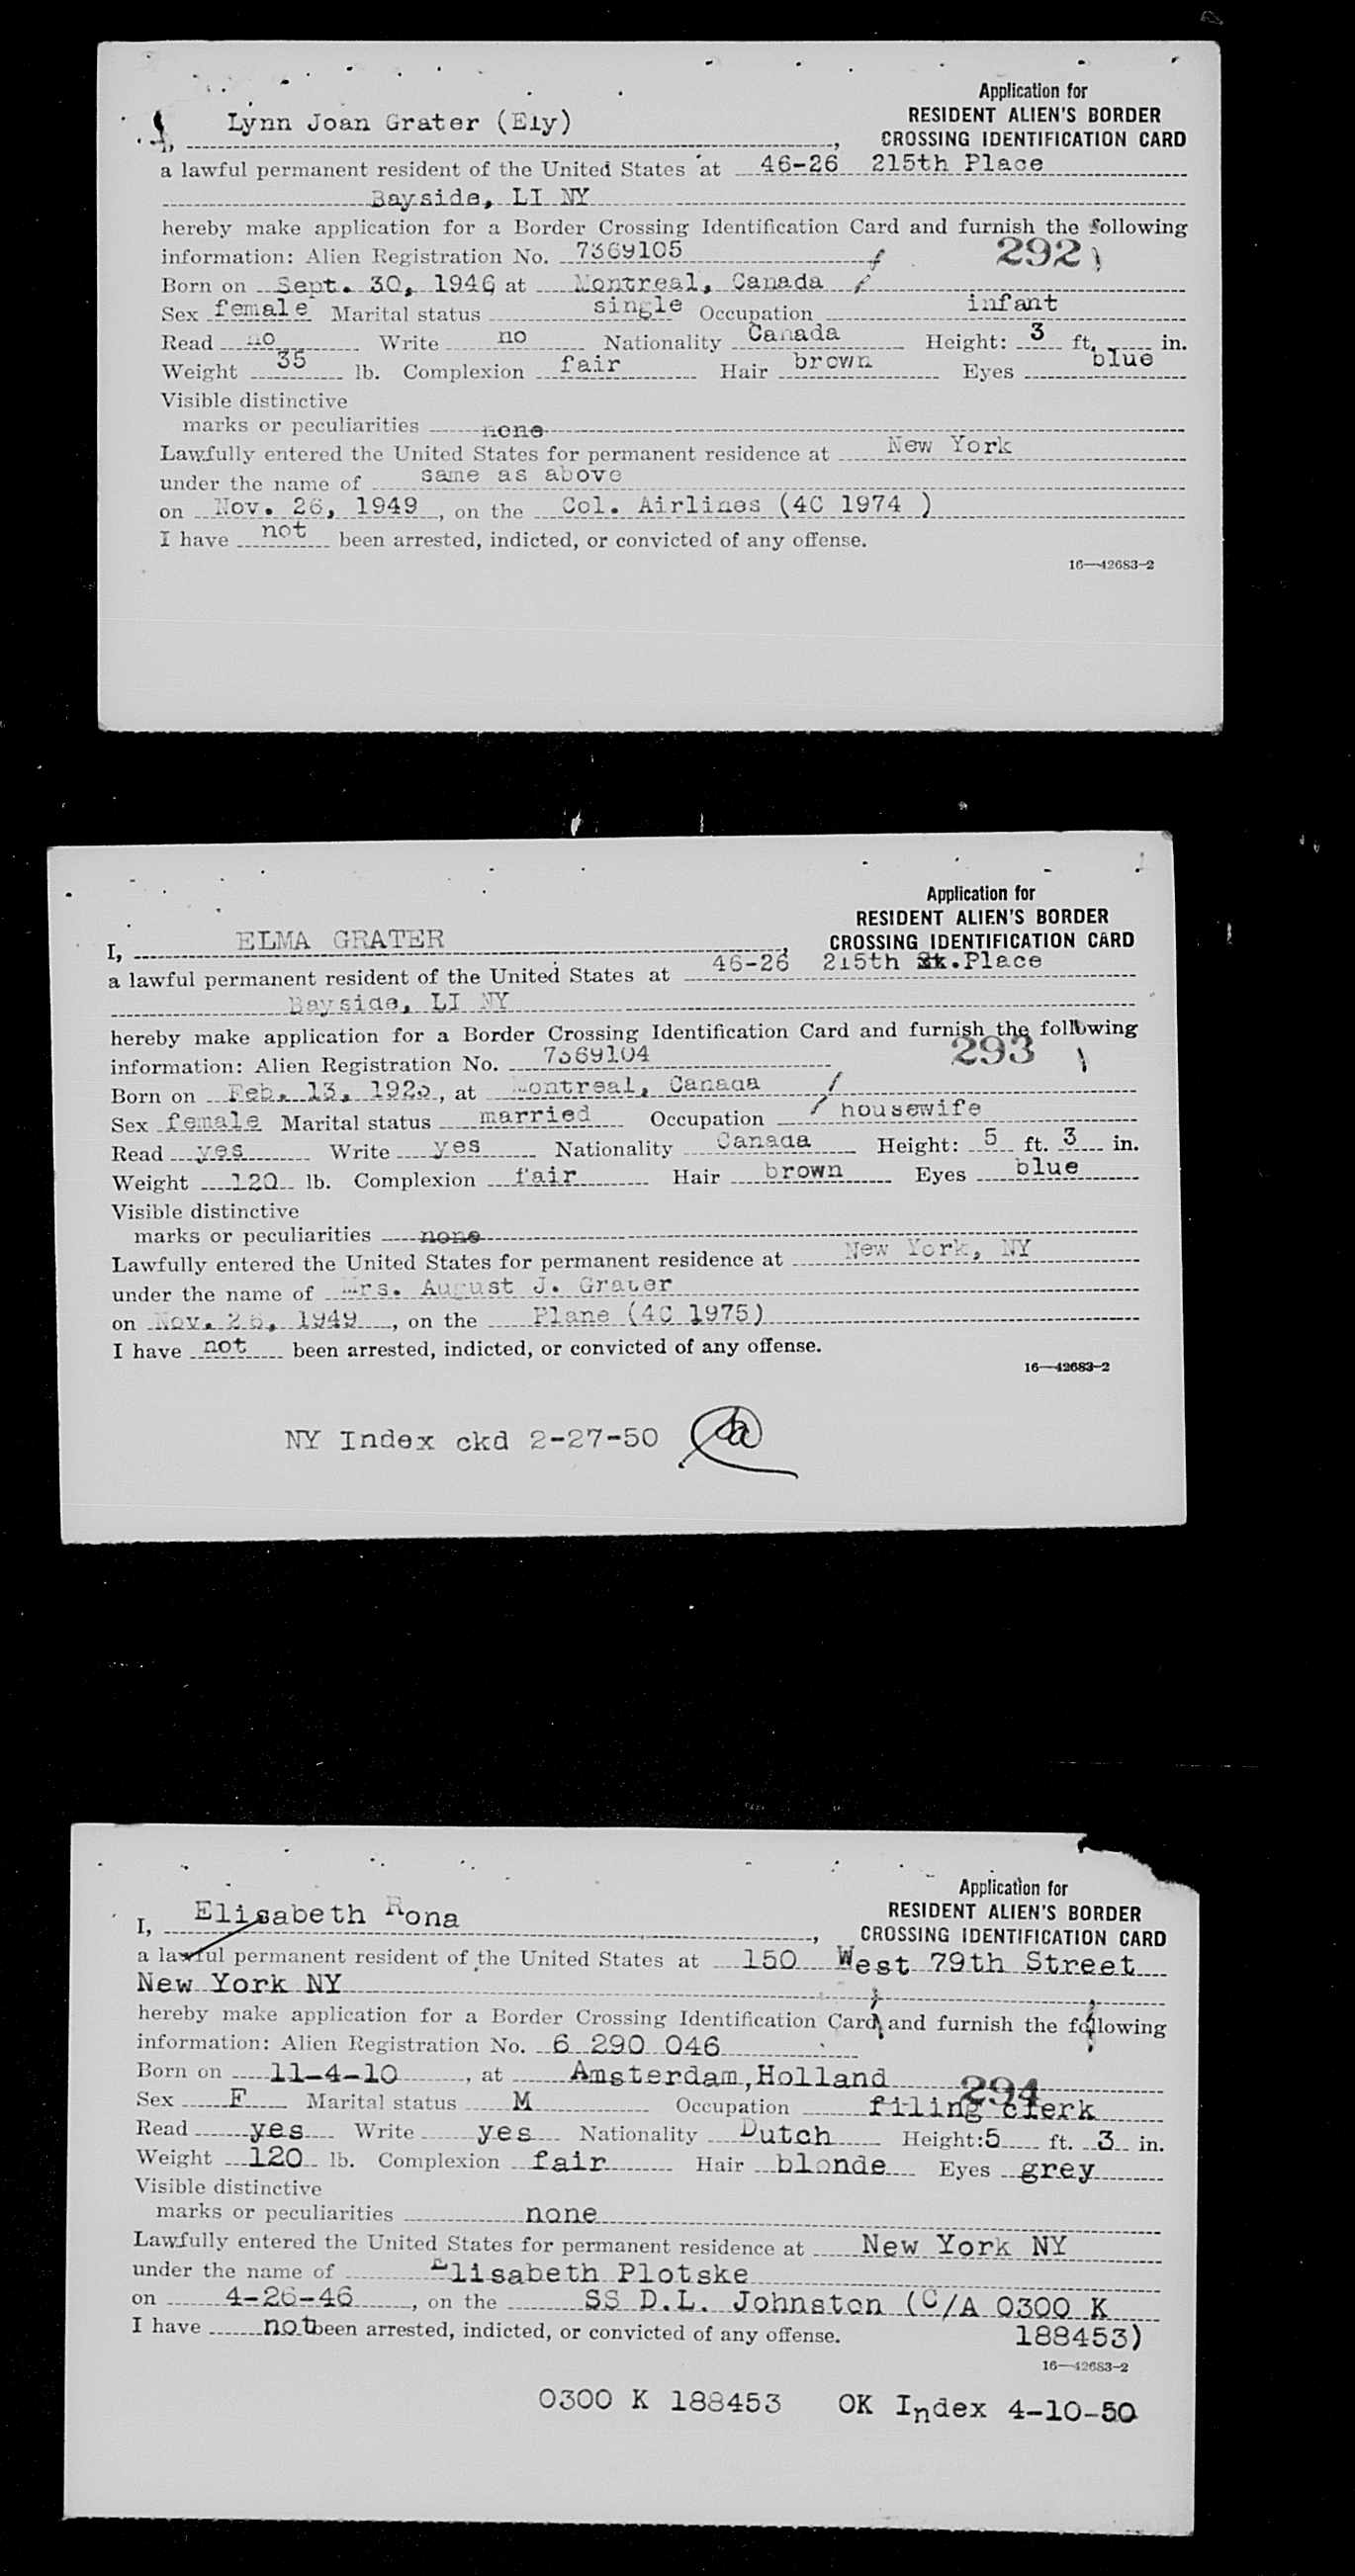 Application for
RESIDENT ALIEN'S BORDER
CROSSING IDENTIFICATION CARD
I, Lynn Joan Grater (Ely),
a lawful permanent resident of the United States at 46-26 215th Place
Bayside, LI NY
hereby make application for a Border Crossing Identification Card and furnish the following
information: Alien Registration No. 7369105
292
Born on Sept. 30, 1946 at Montreal, Canada
Sex female Marital status single Occupation infant
Read no Write no Nationality Canada Height: 3 ft. in.
Weight 35 lb. Complexion fair Hair brown Eyes blue
Visible distinctive
marks or peculiarities none
Lawfully entered the United States for permanent residence at New York
under the name of same as above
on Nov. 26, 1949, on the Col. Airlines (4C 1974 )
I have not been arrested, indicted, or convicted of any offense.
16—42683-2
Application for
RESIDENT ALIEN'S BORDER
CROSSING IDENTIFICATION CARD
I, ELMA GRATER,
a lawful permanent resident of the United States at 46-26 215th St. Place
Bayside, LI NY
hereby make application for a Border Crossing Identification Card and furnish the following
information: Alien Registration No. 7369104
293
Born on Feb. 13, at Montreal, Canada
Sex female Marital status married Occupation housewife
Read yes Write yes Nationality Canada Height: 5 ft. 3 in.
Weight 120 lb. Complexion fair Hair brown Eyes blue
Visible distinctive
marks or peculiarities none
Lawfully entered the United States for permanent residence at New York, NY
under the name of Mrs. August J. Grater
on Nov. 26, 1949, on the Plane (4C 1975)
I have not been arrested, indicted, or convicted of any offense.
16—42683-2
NY Index ckd 2-27-50
Application for
RESIDENT ALIEN'S BORDER
CROSSING IDENTIFICATION CARD
I, Elisabeth Rona,
a lawful permanent resident of the United States at 150 West 79th Street
New York NY
hereby make application for a Border Crossing Identification Card and furnish the following
information: Alien Registration No. 6 290 046
Born on 11-4-10, at Amsterdam, Holland
294
Sex F Marital status M Occupation filing clerk
Read yes Write yes Nationality Dutch Height: 5 ft. 3 in.
Weight 120 lb. Complexion fair Hair blonde Eyes grey
Visible distinctive
marks or peculiarities none
Lawfully entered the United States for permanent residence at New York NY
under the name of Elisabeth Plotske
on 4-26-46, on the SS D.L. Johnston (C/A 0300 K
I have not been arrested, indicted, or convicted of any offense. 188453)
16—42683-2
0300 K 188453 OK Index 4-10-50